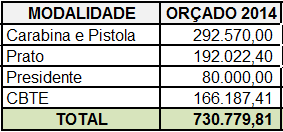 MODALIDADE ORÇADO 2014
Carabina e Pistola 292.570,00
Prato 192.022,40
Presidente 80.000,00
CBTE 166.187,41
TOTAL 730.779,81